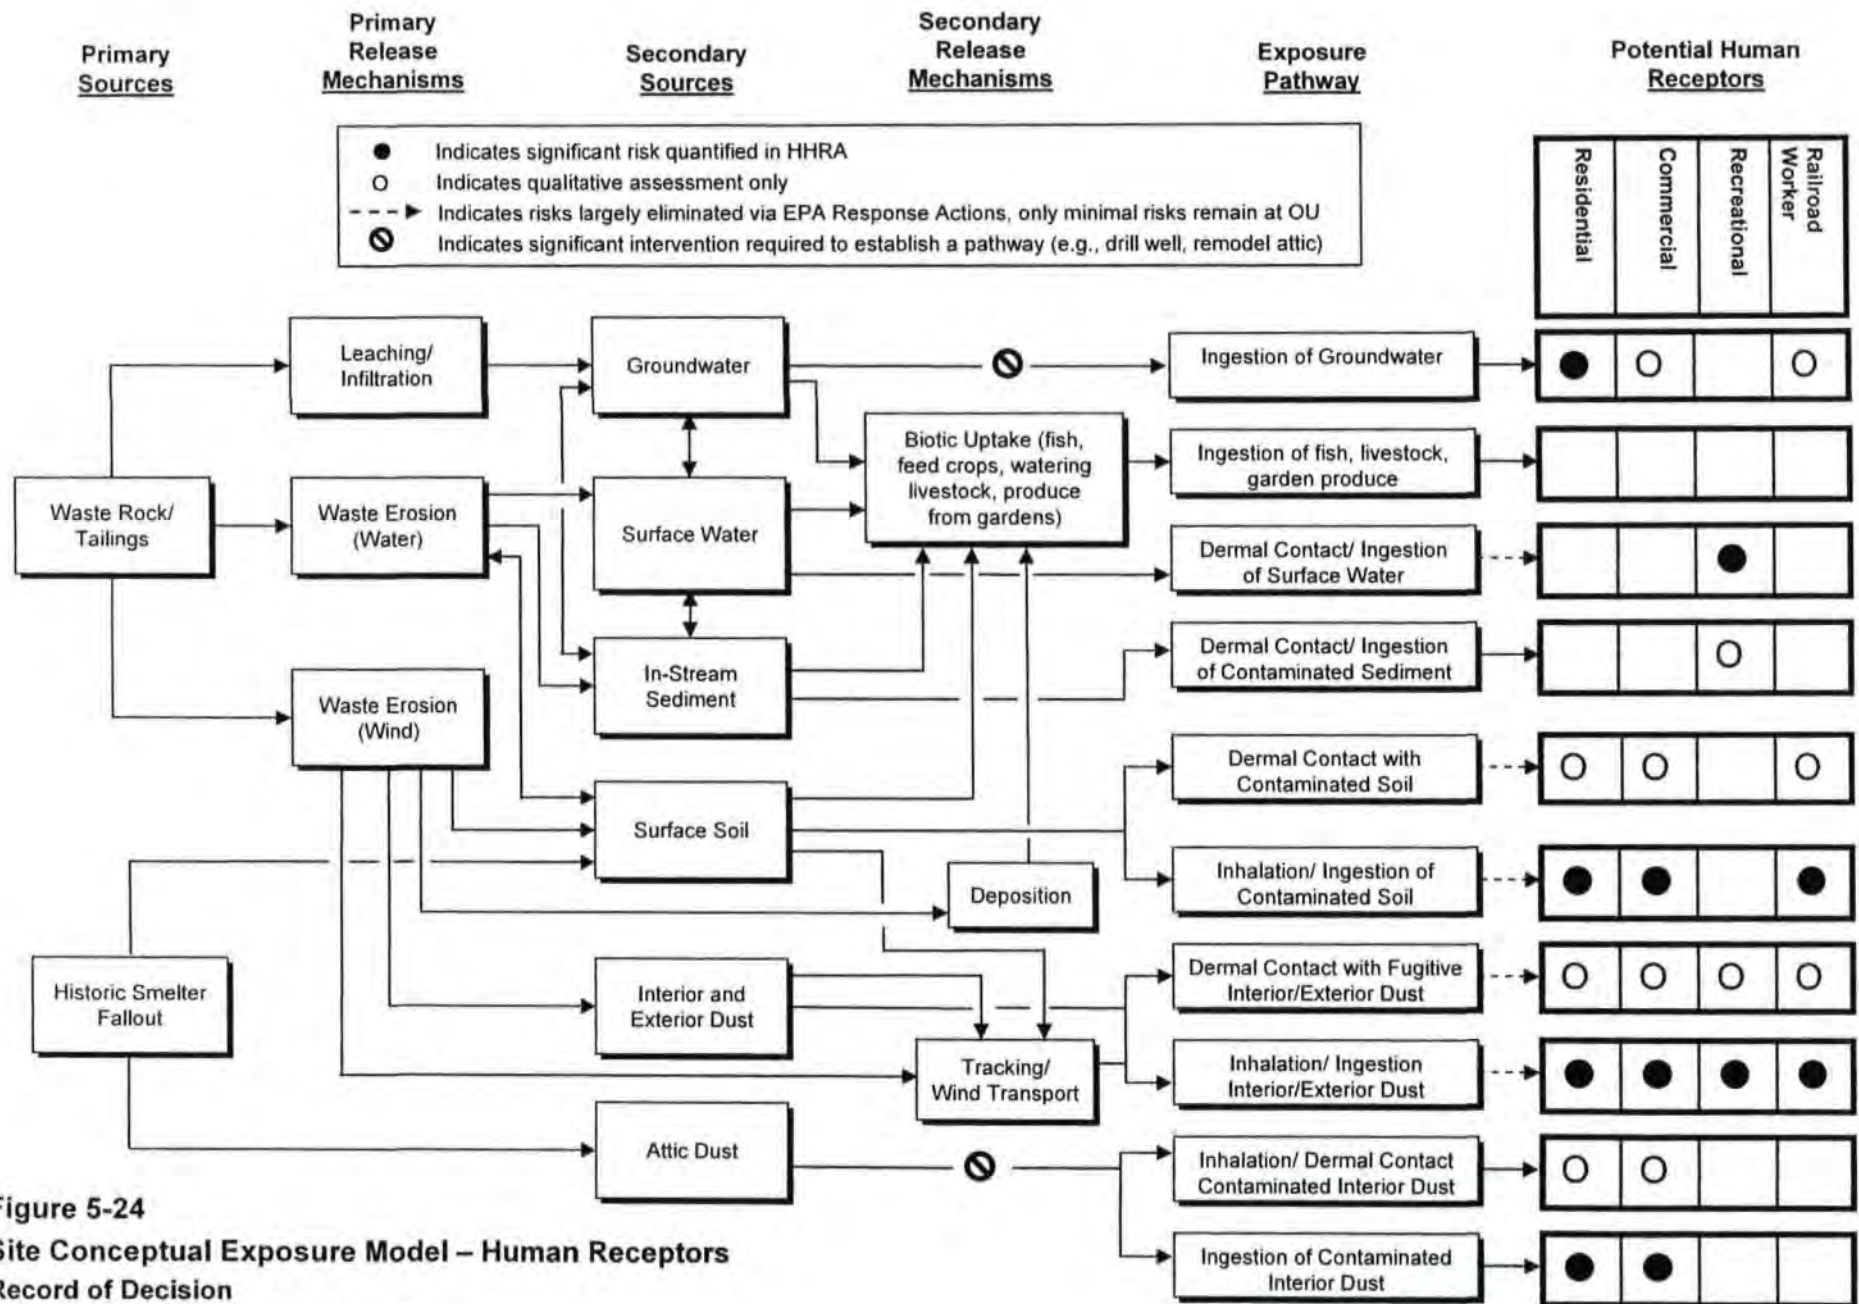 Primary
Sources
Primary
Release
Mechanisms
Secondary
Sources
Secondary
Release
Mechanisms
Exposure
Pathway
Potential Human
Receptors
● Indicates significant risk quantified in HHRA
O Indicates qualitative assessment only
Indicates risks largely eliminated via EPA Response Actions, only minimal risks remain at OU
Indicates significant intervention required to establish a pathway (e.g., drill well, remodel attic)
Residential
Commercial
Recreational
Railroad
Worker
Leaching/
Infiltration
Groundwater
Ingestion of Groundwater
Biotic Uptake (fish,
feed crops, watering
livestock, produce
from gardens)
Ingestion of fish, livestock,
garden produce
Waste Rock/
Tailings
Waste Erosion
(Water)
Surface Water
Dermal Contact/ Ingestion
of Surface Water
In-Stream
Sediment
Dermal Contact/ Ingestion
of Contaminated Sediment
Waste Erosion
(Wind)
Dermal Contact with
Contaminated Soil
Surface Soil
Deposition
Inhalation/ Ingestion of
Contaminated Soil
Historic Smelter
Fallout
Interior and
Exterior Dust
Dermal Contact with Fugitive
Interior/Exterior Dust
Tracking/
Wind Transport
Inhalation/ Ingestion
Interior/Exterior Dust
Attic Dust
Inhalation/ Dermal Contact
Contaminated Interior Dust
Ingestion of Contaminated
Interior Dust
Figure 5-24
Site Conceptual Exposure Model – Human Receptors
Record of Decision